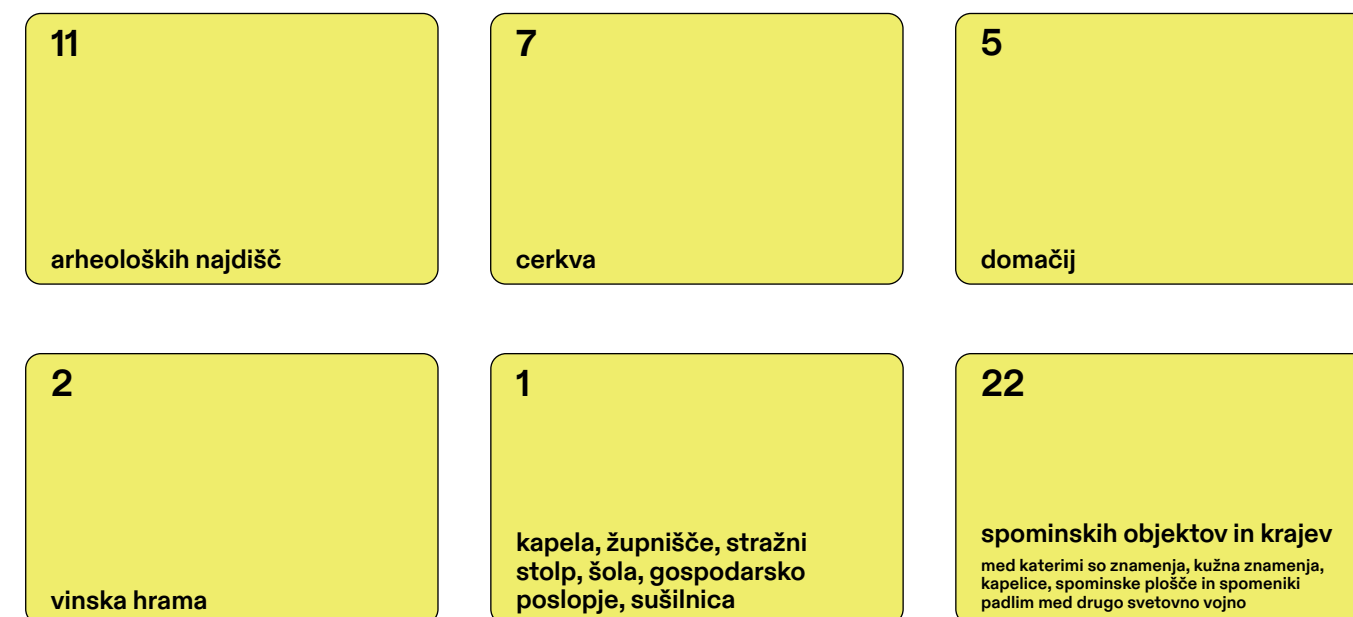 11
arheoloških najdišč
7
cerkva
5
domačij
2
vinska hrama
1
kapela, župnišče, stražni
stolp, šola, gospodarsko
poslopje, sušilnica
22
spominskih objektov in krajev
med katerimi so znamenja, kužna znamenja,
kapelice, spominske plošče in spomeniki
padlim med drugo svetovno vojno